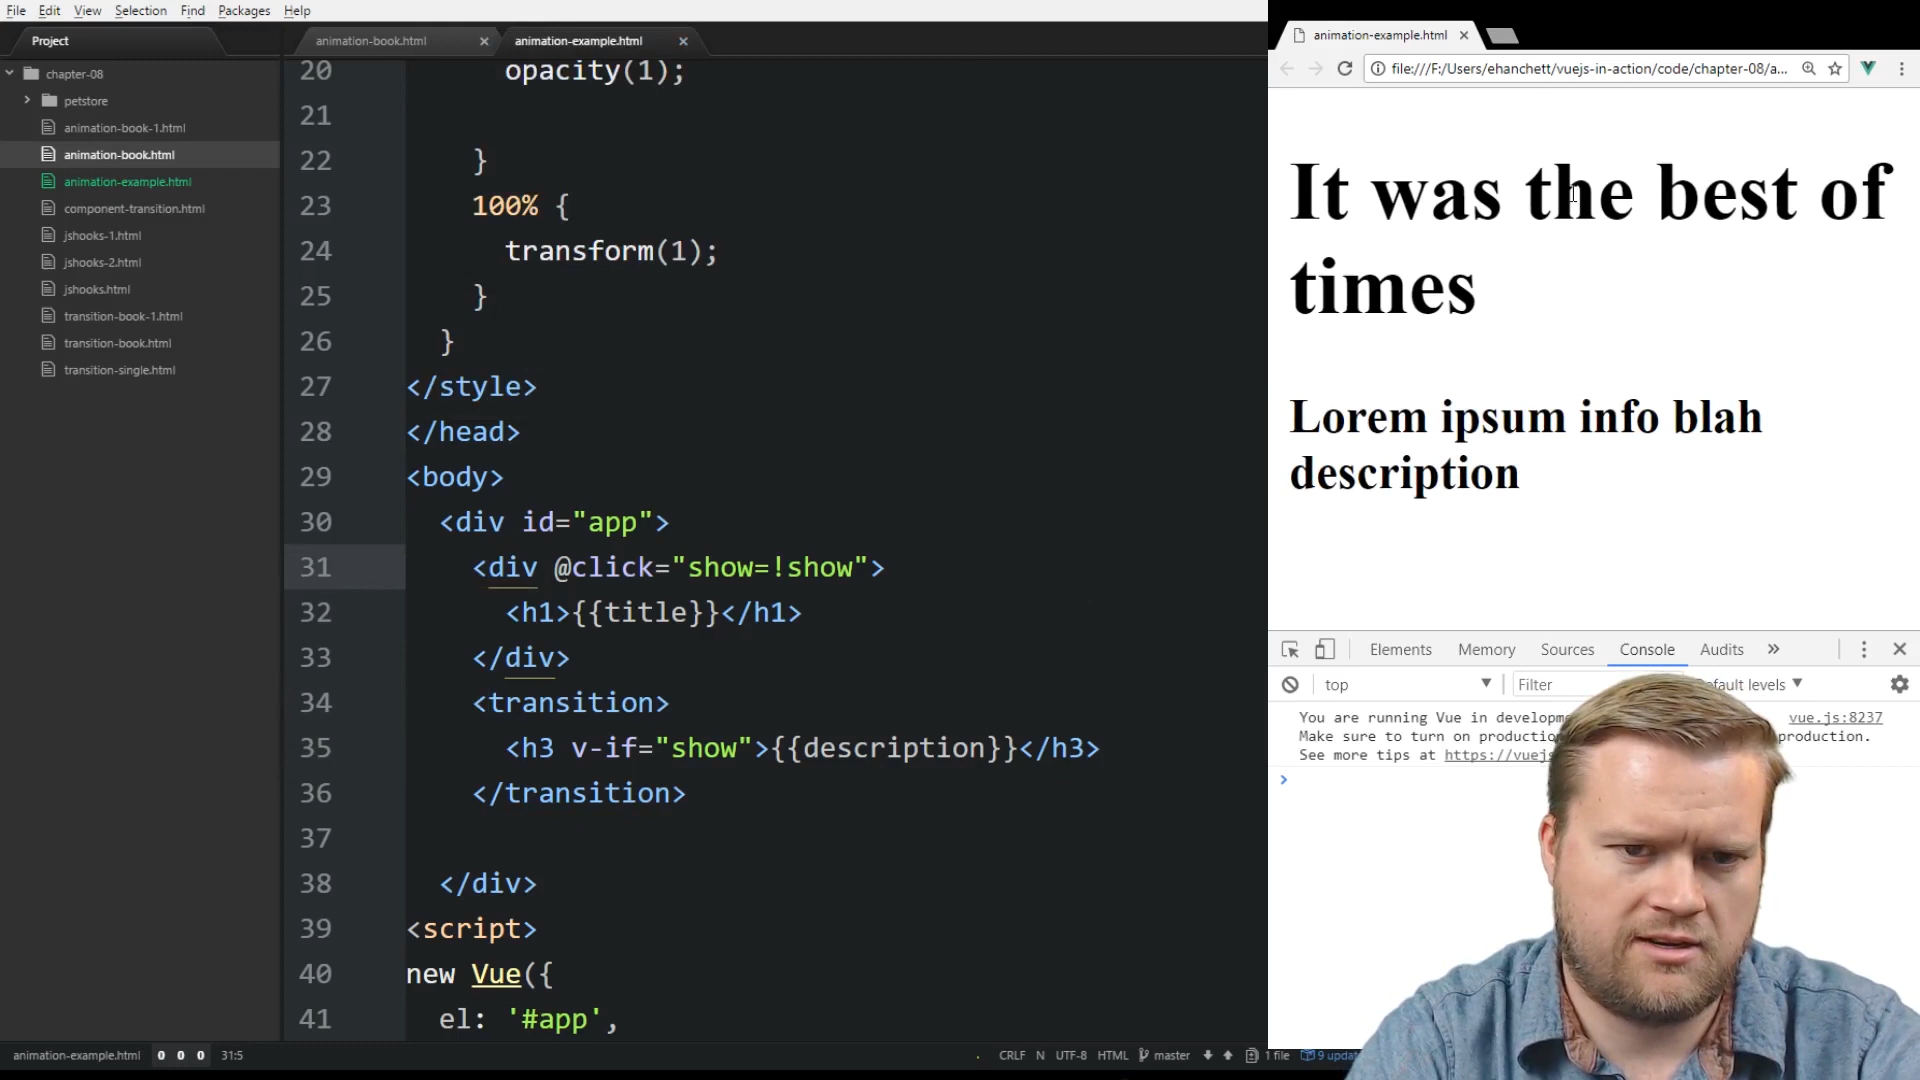 File Edit View Selection Find Packages Help
Project
chapter-08
petstore
animation-book-1.html
animation-book.html
animation-example.html
component-transition.html
jshooks-1.html
jshooks-2.html
jshooks.html
transition-book-1.html
transition-book.html
transition-single.html
animation-book.html
animation-example.html
20 opacity(1);
21
22 }
23 100% {
24 transform(1);
25 }
26 }
27 </style>
28 </head>
29 <body>
30 <div id="app">
31 <div @click="show=!show">
32 <h1>{{title}}</h1>
33 </div>
34 <transition>
35 <h3 v-if="show">{{description}}</h3>
36 </transition>
37
38 </div>
39 <script>
40 new Vue({
41 el: '#app',
animation-example.html 0 0 0 31:5
CRLF N UTF-8 HTML master 1 file 9
animation-example.html
file:///F:/Users/ehanchett/vuejs-in-action/code/chapter-08/a...
It was the best of
times
Lorem ipsum info blah
description
Elements Memory Sources Console Audits
top Filter levels
You are running Vue in vue.js:8237
Make sure to turn on production production.
See more tips at